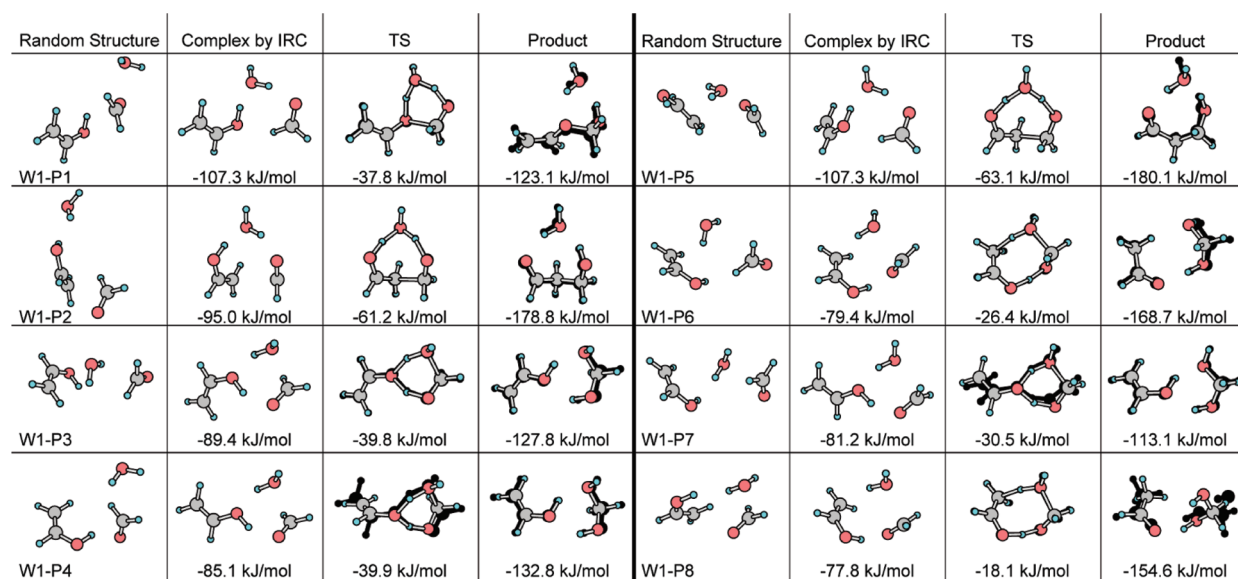 Random Structure Complex by IRC TS Product Random Structure Complex by IRC TS Product
W1-P1 -107.3 kJ/mol -37.8 kJ/mol -123.1 kJ/mol W1-P5 -107.3 kJ/mol -63.1 kJ/mol -180.1 kJ/mol
W1-P2 -95.0 kJ/mol -61.2 kJ/mol -178.8 kJ/mol W1-P6 -79.4 kJ/mol -26.4 kJ/mol -168.7 kJ/mol
W1-P3 -89.4 kJ/mol -39.8 kJ/mol -127.8 kJ/mol W1-P7 -81.2 kJ/mol -30.5 kJ/mol -113.1 kJ/mol
W1-P4 -85.1 kJ/mol -39.9 kJ/mol -132.8 kJ/mol W1-P8 -77.8 kJ/mol -18.1 kJ/mol -154.6 kJ/mol